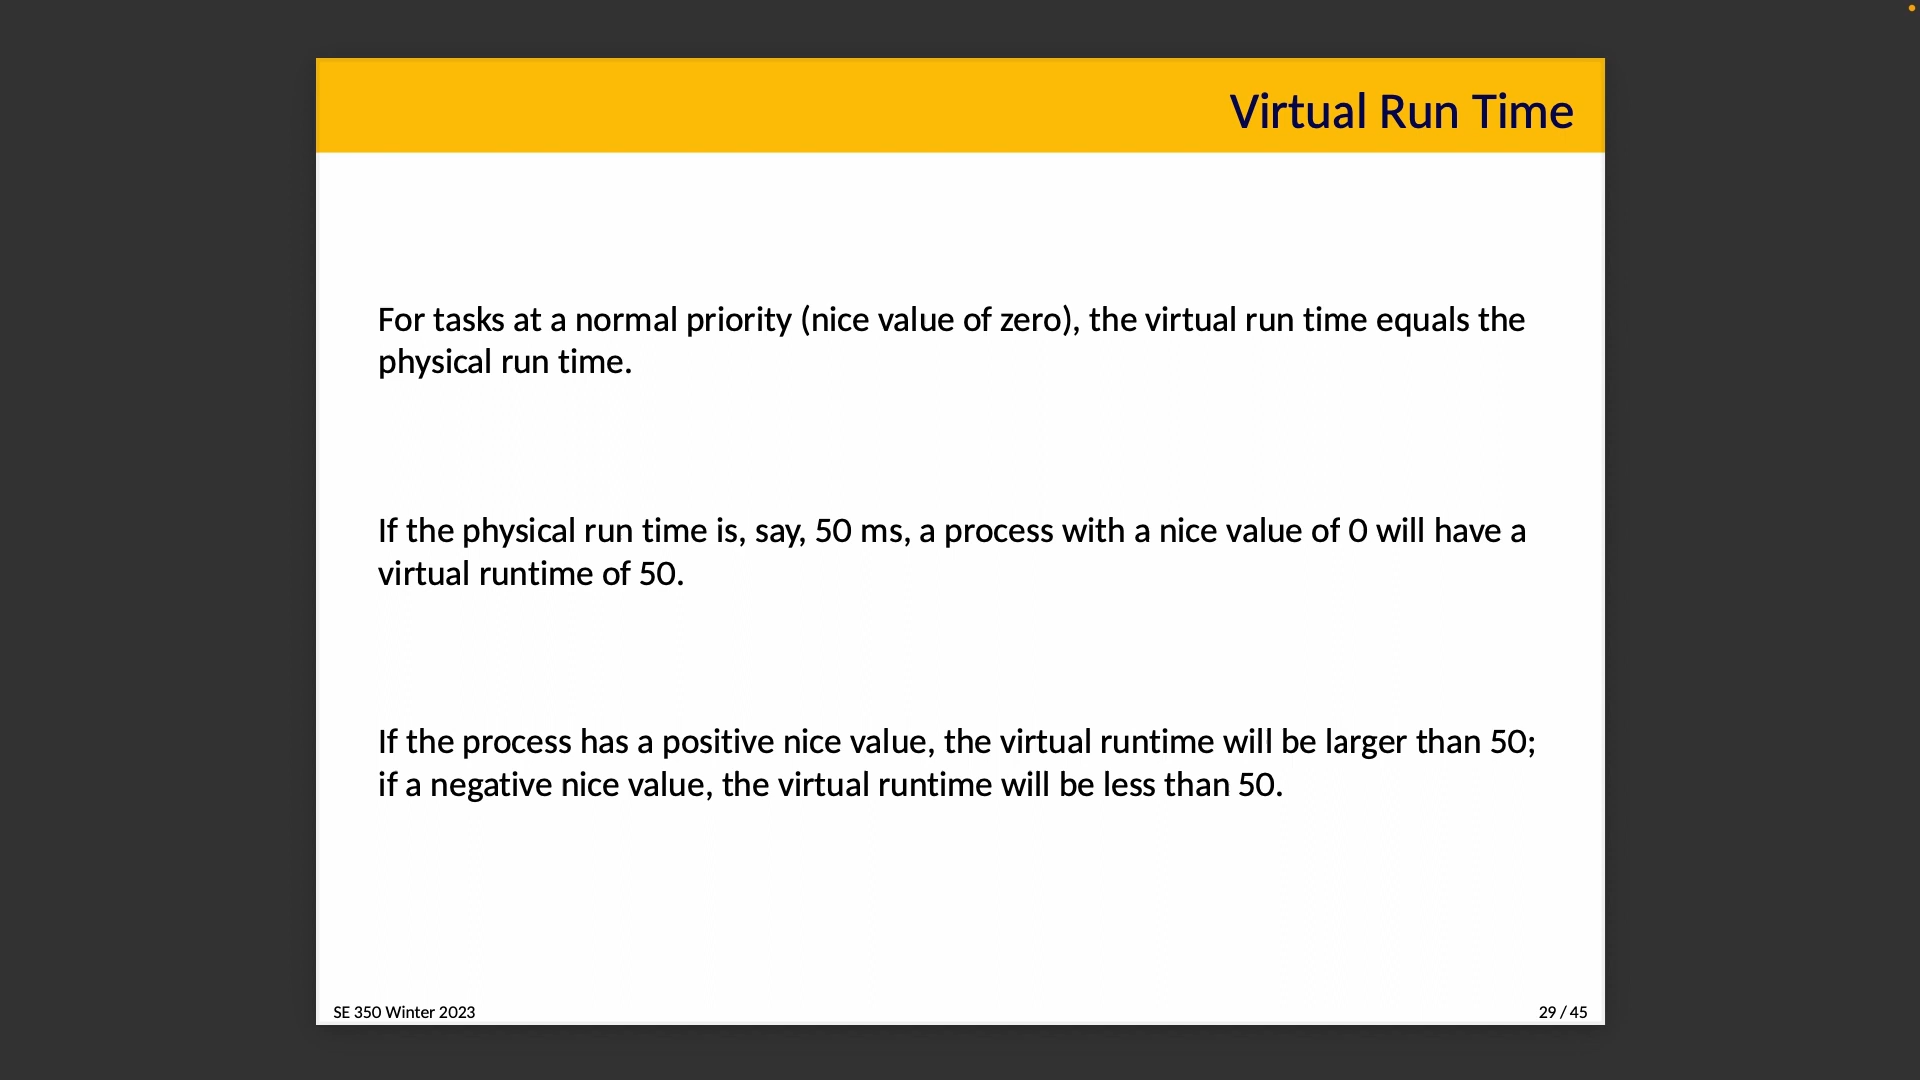 Virtual Run Time
For tasks at a normal priority (nice value of zero), the virtual run time equals the
physical run time.
If the physical run time is, say, 50 ms, a process with a nice value of 0 will have a
virtual runtime of 50.
If the process has a positive nice value, the virtual runtime will be larger than 50;
if a negative nice value, the virtual runtime will be less than 50.
SE 350 Winter 2023
29 / 45